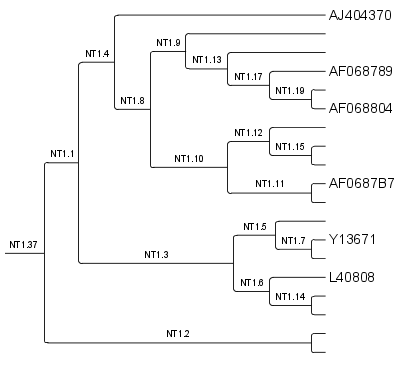 AJ404370
NT1.9
NT1.4
NT1.13
AF068789
NT1.17
NT1.19
NT1.8
AF068804
NT1.12
NT1.15
NT1.1
NT1.10
AF0687B7
NT1.11
NT1.5
Y13671
NT1.7
NT1.37
NT1.3
L40808
NT1.6
NT1.14
NT1.2